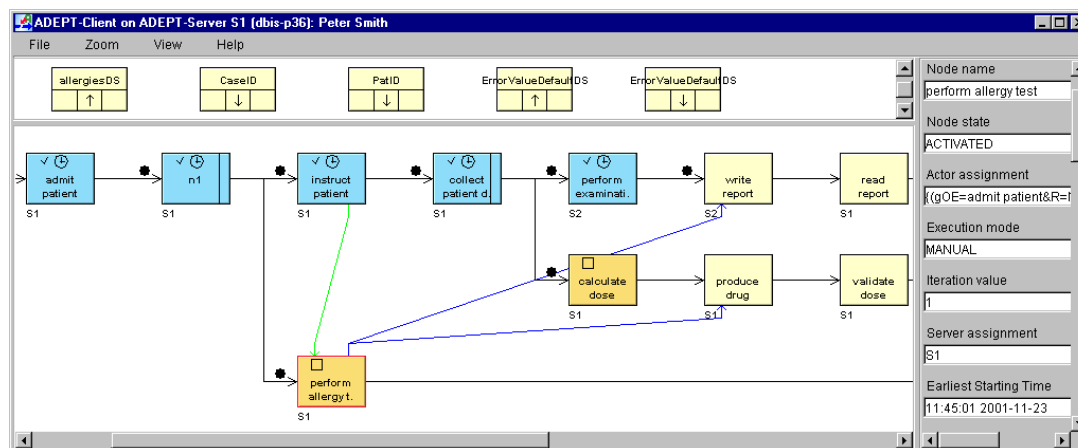 ADEPT-Client on ADEPT-Server S1 (dbis-p36): Peter Smith
File Zoom View Help
allergiesDS CaseID PatID ErrorValueDefaultDS ErrorValueDefaultDS
Node name
perform allergy test
Node state
ACTIVATED
Actor assignment
{(gOE=admit patient&R=
Execution mode
MANUAL
Iteration value
1
Server assignment
S1
Earliest Starting Time
11:45:01 2001-11-23
admit
patient
S1
n1
S1
instruct
patient
S1
collect
patient d.
S1
perform
examinati.
S2
write
report
S2
read
report
S1
calculate
dose
S1
produce
drug
S1
validate
dose
S1
perform
allergy t.
S1